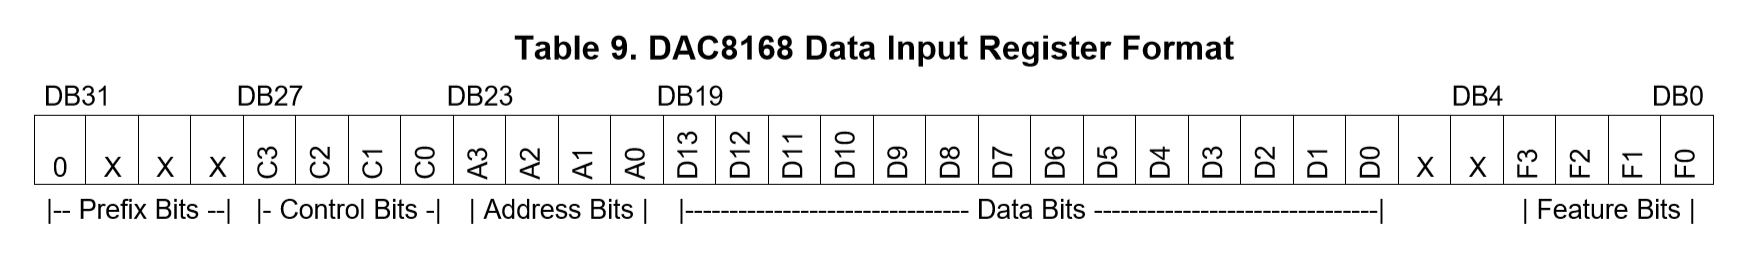 Table 9. DAC8168 Data Input Register Format
DB31 DB27 DB23 DB19 DB4 DB0
0 X X X C3 C2 C1 C0 A3 A2 A1 A0 D13 D12 D11 D10 D9 D8 D7 D6 D5 D4 D3 D2 D1 D0 X X F3 F2 F1 F0
|-- Prefix Bits --| |- Control Bits -| | Address Bits | |-------------------------------- Data Bits --------------------------------| | Feature Bits |